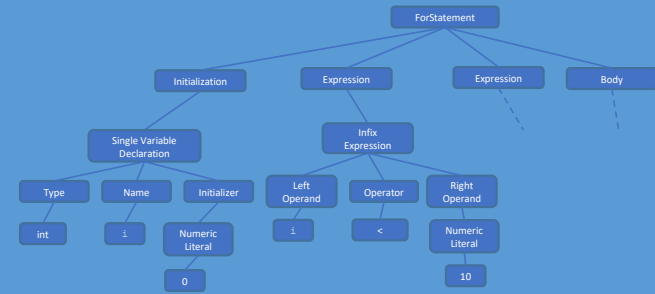 ForStatement
Initialization
Expression
Expression
Body
Single Variable
Declaration
Infix
Expression
Type
Name
Initializer
Left
Operand
Operator
Right
Operand
int
i
Numeric
Literal
i
<
Numeric
Literal
0
10